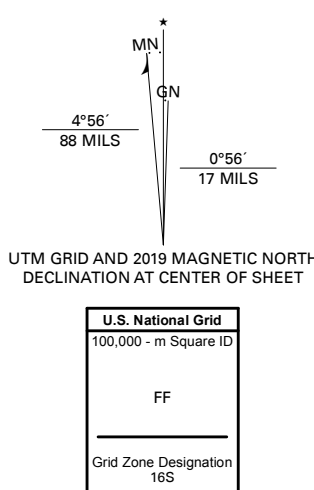 ★
MN
GN
4°56´
88 MILS
0°56´
17 MILS
UTM GRID AND 2019 MAGNETIC NORTH
DECLINATION AT CENTER OF SHEET
U.S. National Grid
100,000 - m Square ID
FF
Grid Zone Designation
16S